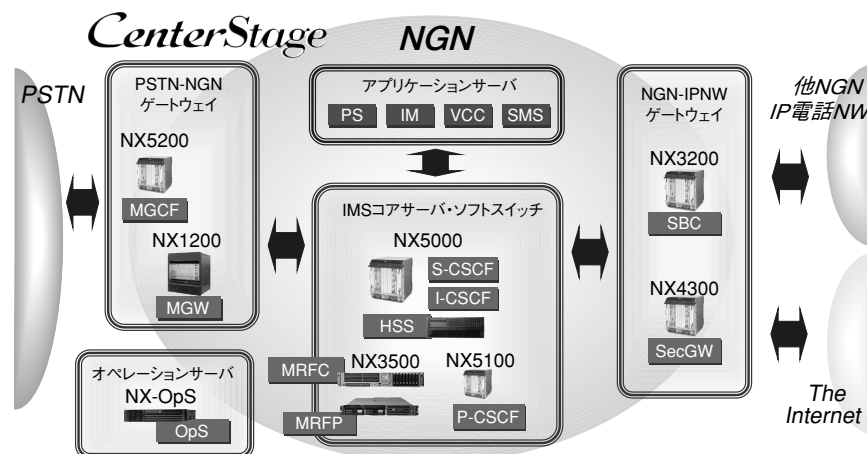 CenterStage
NGN
PSTN
PSTN-NGN
ゲートウェイ
NX5200
MGCF
NX1200
MGW
アプリケーションサーバ
PS
IM
VCC
SMS
IMSコアサーバ・ソフトスイッチ
NX5000
S-CSCF
I-CSCF
HSS
MRFC
NX3500
MRFP
NX5100
P-CSCF
オペレーションサーバ
NX-OpS
OpS
NGN-IPNW
ゲートウェイ
NX3200
SBC
NX4300
SecGW
他NGN
IP電話NW
The
Internet